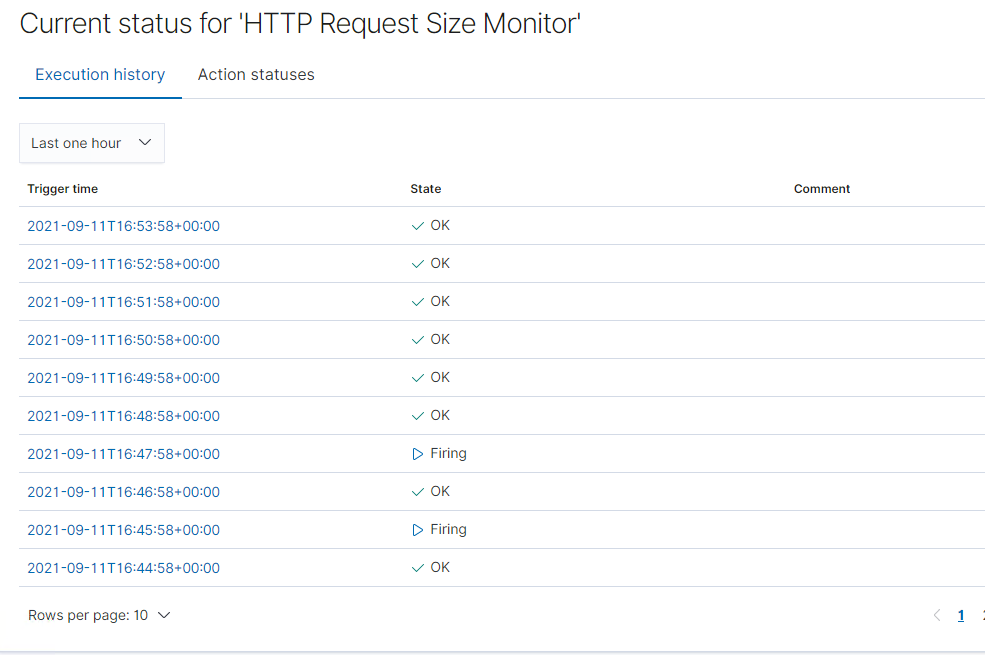 Current status for 'HTTP Request Size Monitor'
Execution history Action statuses
Last one hour
Trigger time State Comment
2021-09-11T16:53:58+00:00 OK
2021-09-11T16:52:58+00:00 OK
2021-09-11T16:51:58+00:00 OK
2021-09-11T16:50:58+00:00 OK
2021-09-11T16:49:58+00:00 OK
2021-09-11T16:48:58+00:00 OK
2021-09-11T16:47:58+00:00 Firing
2021-09-11T16:46:58+00:00 OK
2021-09-11T16:45:58+00:00 Firing
2021-09-11T16:44:58+00:00 OK
Rows per page: 10 1